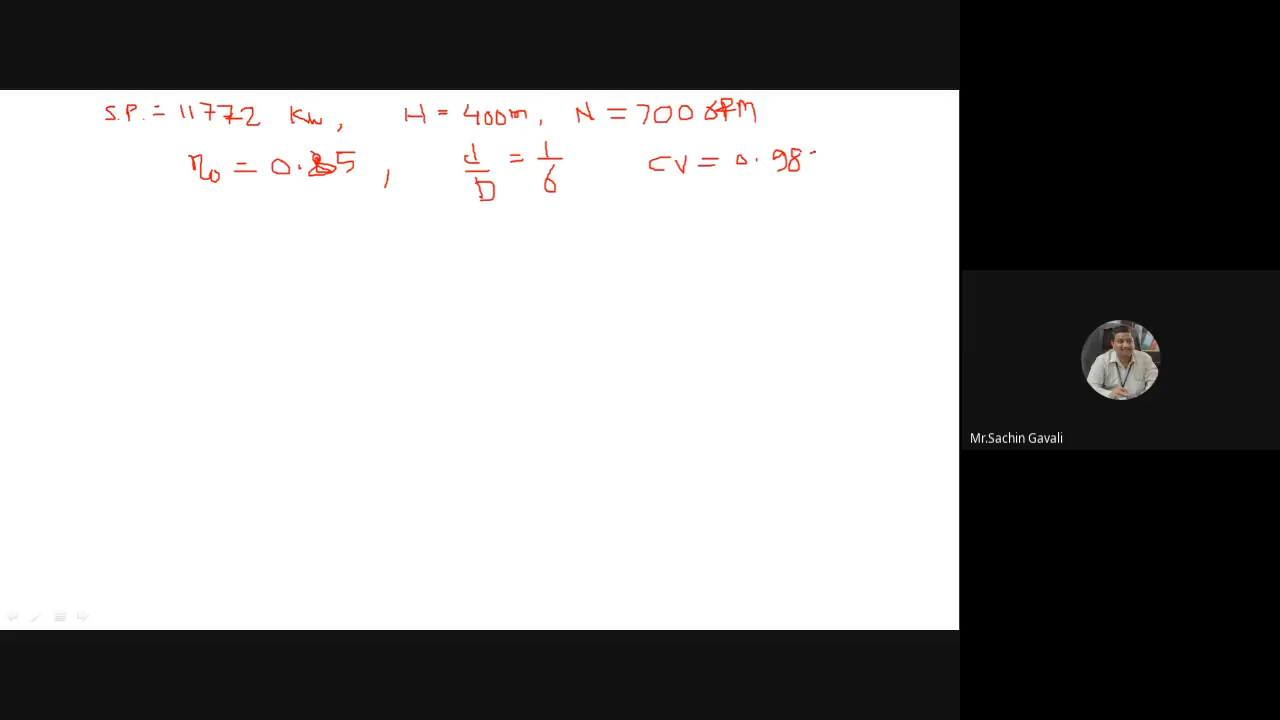 S.P. = 11772 Kw, H = 400m, N = 700 RPM
η₀ = 0.85, d/D = 1/6 CV = 0.98
Mr.Sachin Gavali